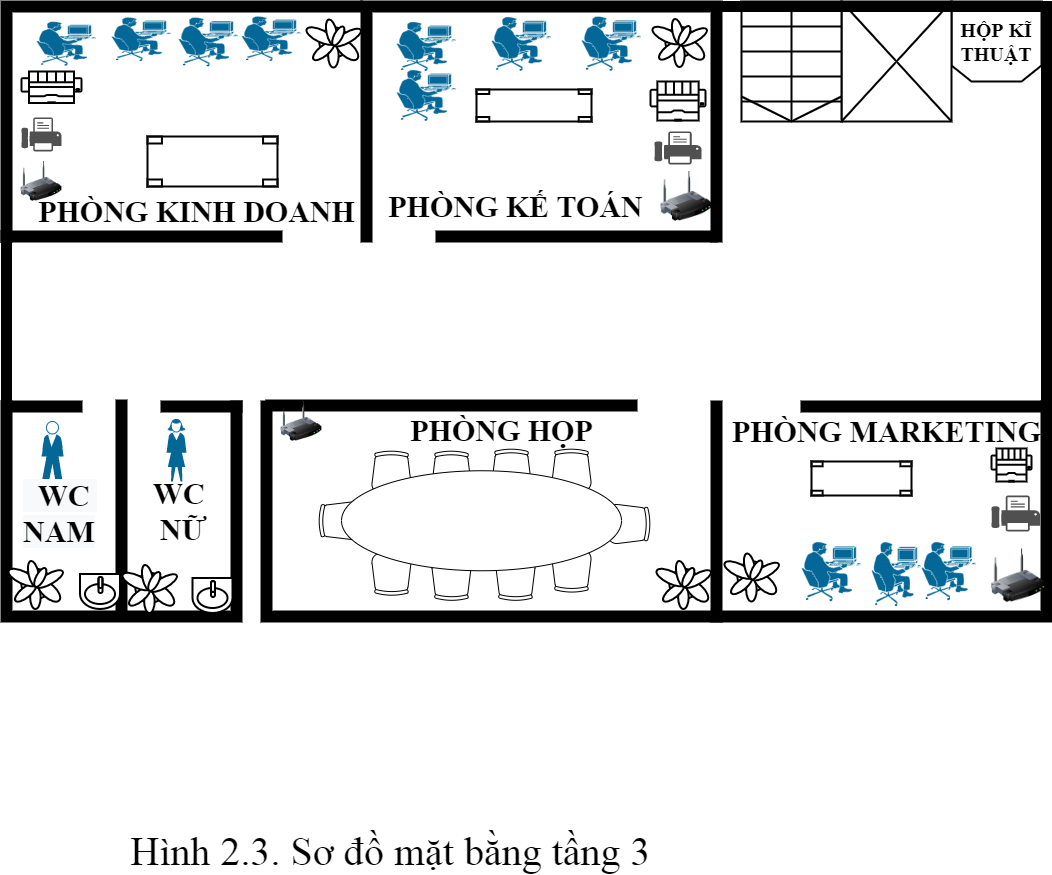 HỘP KĨ
THUẬT
PHÒNG KINH DOANH
PHÒNG KẾ TOÁN
PHÒNG HỌP
PHÒNG MARKETING
WC
NAM
WC
NỮ
Hình 2.3. Sơ đồ mặt bằng tầng 3